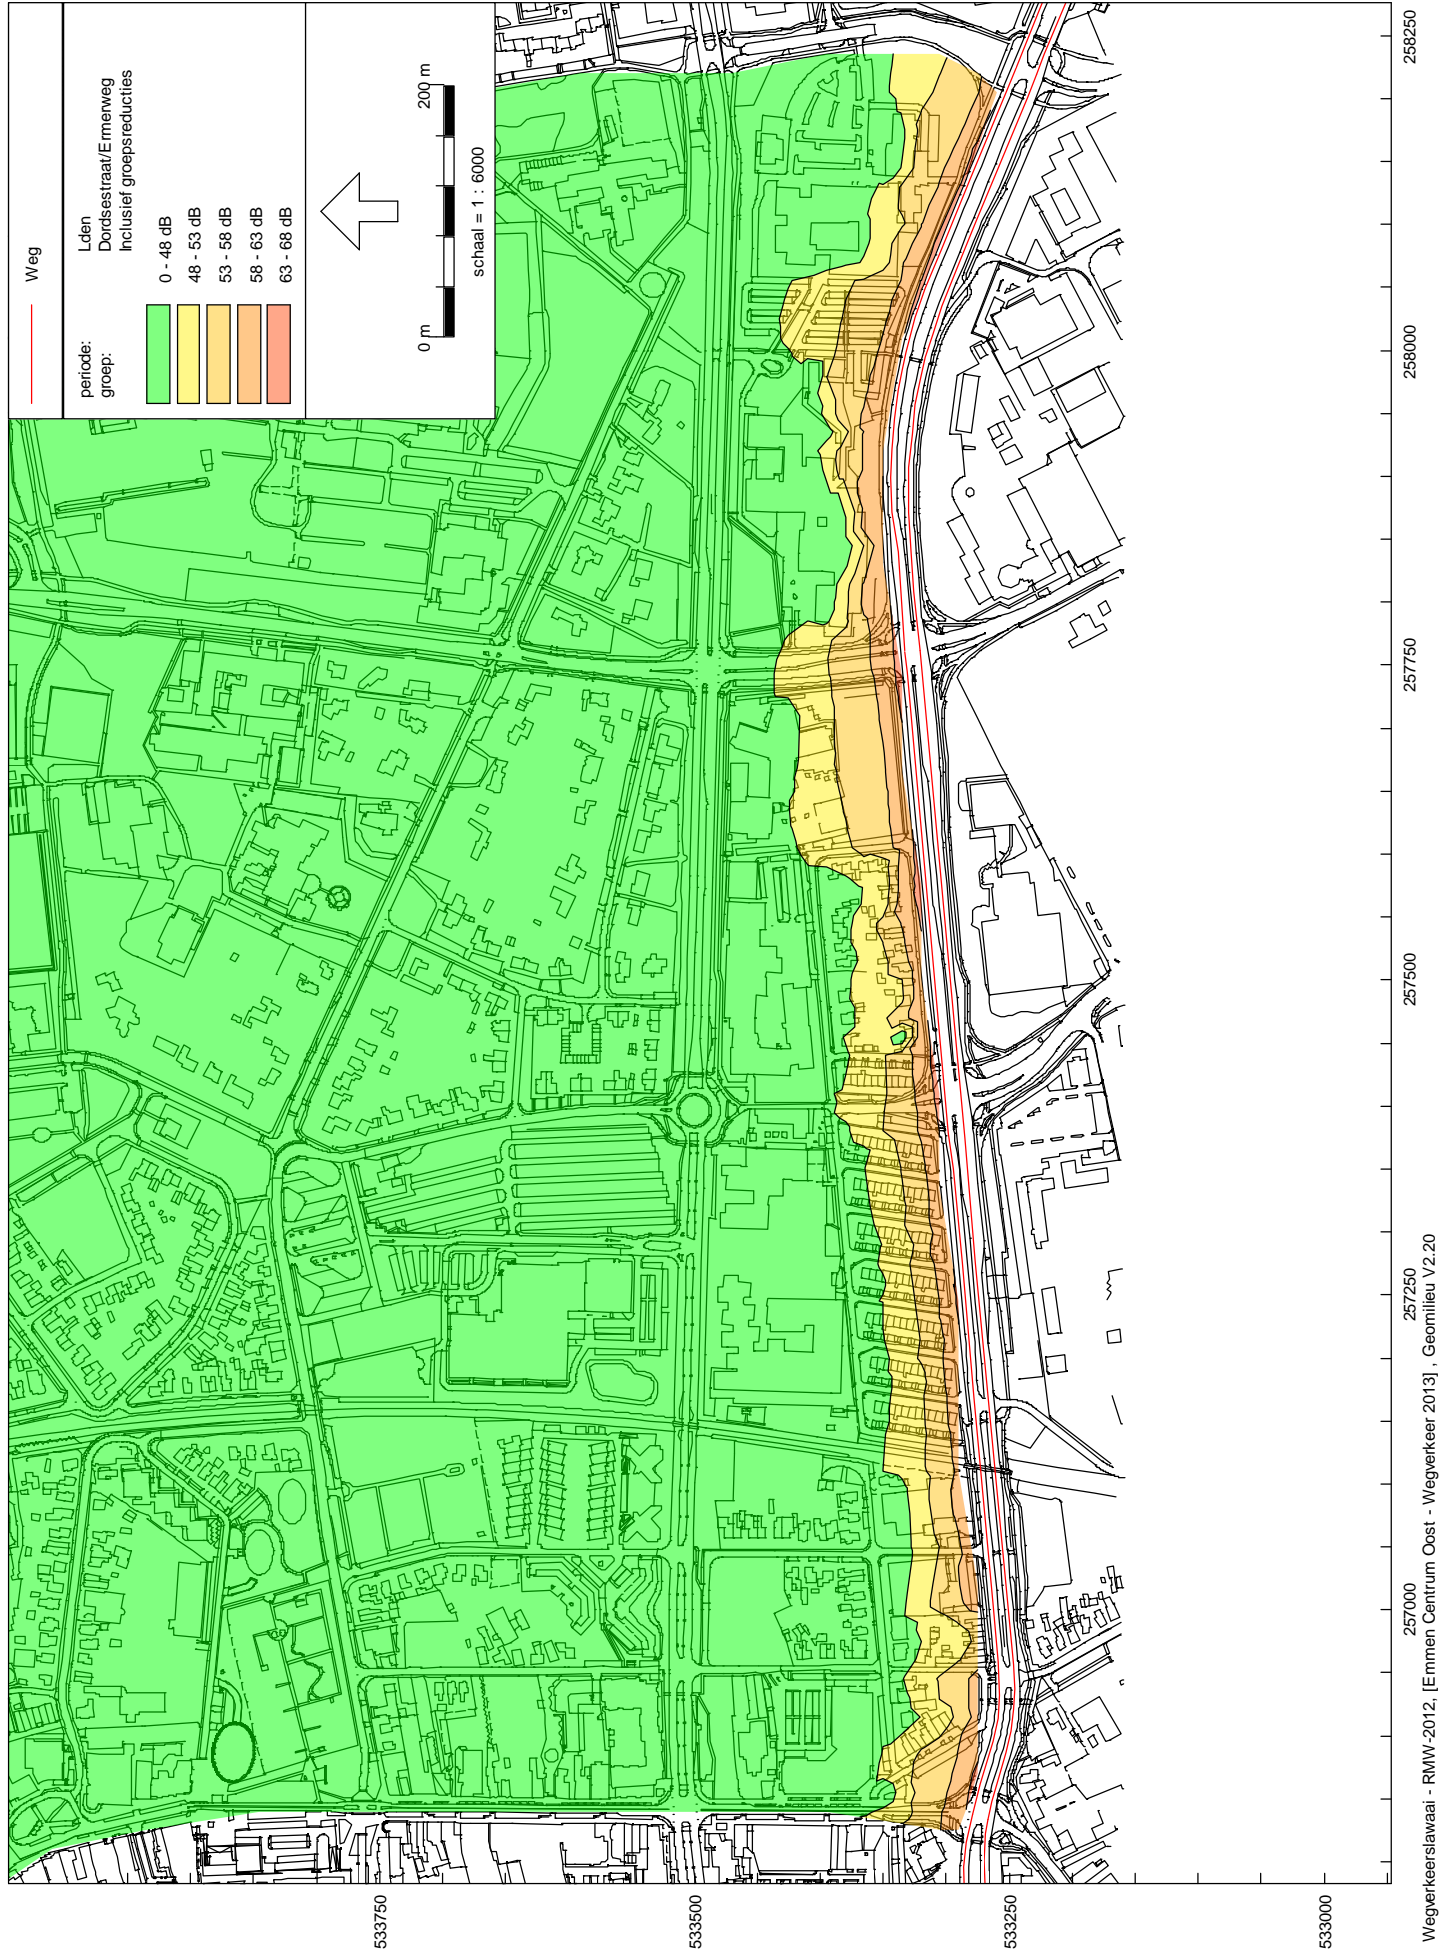 Weg
periode: Lden
groep: Dordsestraat/Ermerweg
Inclusief groepsreducties
0 - 48 dB
48 - 53 dB
53 - 58 dB
58 - 63 dB
63 - 68 dB
0 m 200 m
schaal = 1 : 6000
533750
533500
533250
533000
257000
257250
257500
257750
258000
258250
Wegverkeerslawaai - RMW-2012, [Emmen Centrum Oost - Wegverkeer 2013] , Geomilieu V2.20